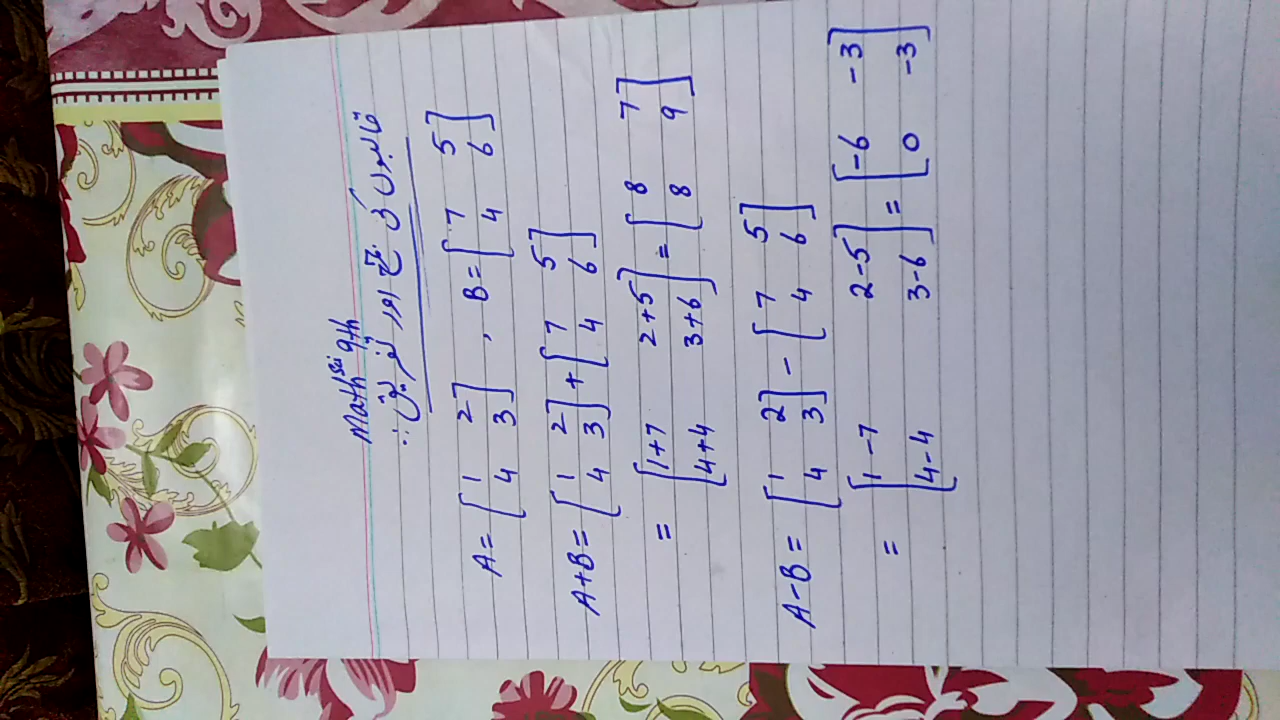 Math Sci 9th
قالبوں کی جمع اور تفریق:
A = [1 2 4 3] , B = [7 5 4 6]
A+B = [1 2 4 3] + [7 5 4 6]
= [1+7 2+5 4+4 3+6] = [8 7 8 9]
A-B = [1 2 4 3] - [7 5 4 6]
= [1-7 2-5 4-4 3-6] = [-6 -3 0 -3]